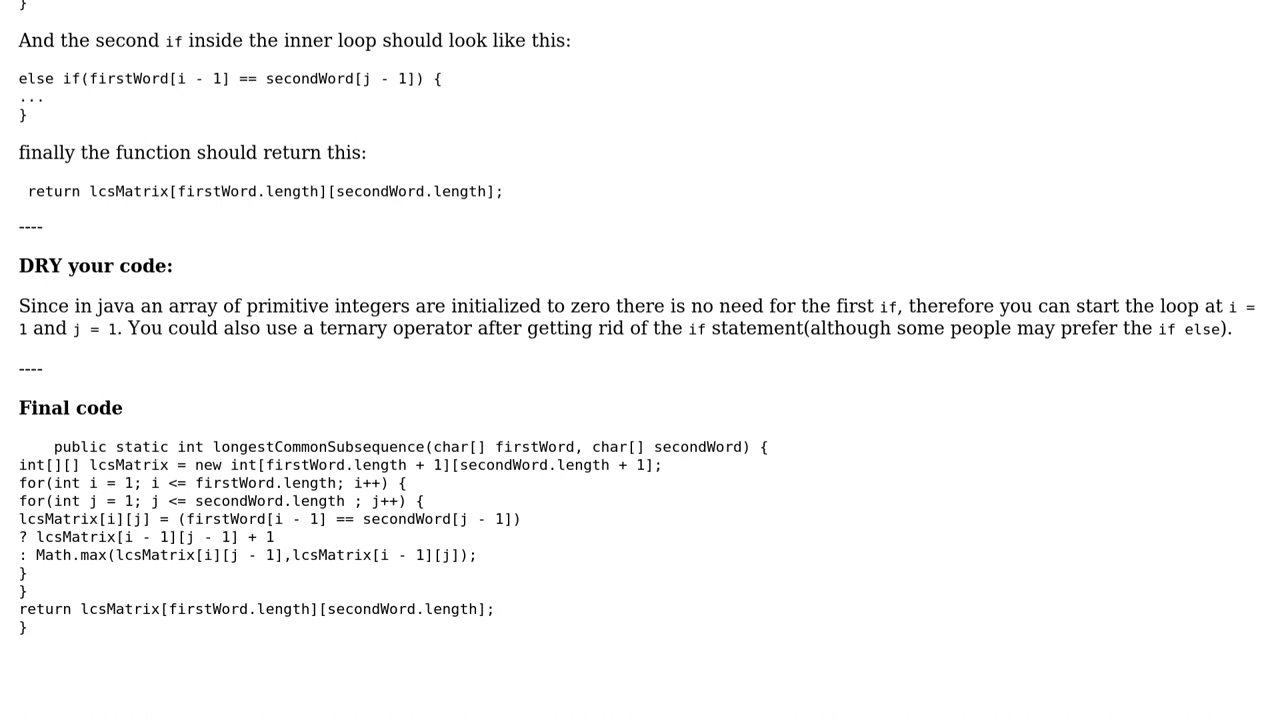 }
And the second if inside the inner loop should look like this:
else if(firstWord[i - 1] == secondWord[j - 1]) {
...
}
finally the function should return this:
return lcsMatrix[firstWord.length][secondWord.length];
----
DRY your code:
Since in java an array of primitive integers are initialized to zero there is no need for the first if, therefore you can start the loop at i =
1 and j = 1. You could also use a ternary operator after getting rid of the if statement(although some people may prefer the if else).
----
Final code
public static int longestCommonSubsequence(char[] firstWord, char[] secondWord) {
int[][] lcsMatrix = new int[firstWord.length + 1][secondWord.length + 1];
for(int i = 1; i <= firstWord.length; i++) {
for(int j = 1; j <= secondWord.length ; j++) {
lcsMatrix[i][j] = (firstWord[i - 1] == secondWord[j - 1])
? lcsMatrix[i - 1][j - 1] + 1
: Math.max(lcsMatrix[i][j - 1],lcsMatrix[i - 1][j]);
}
}
return lcsMatrix[firstWord.length][secondWord.length];
}